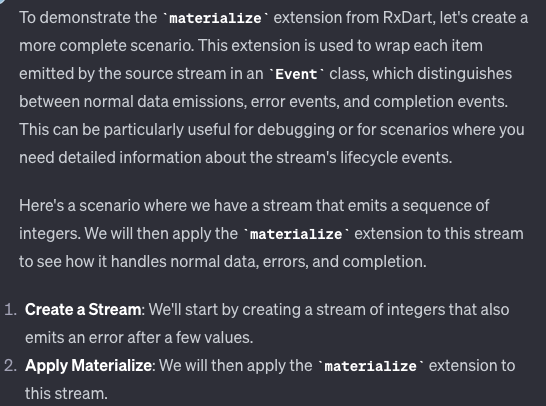 To demonstrate the `materialize` extension from RxDart, let's create a
more complete scenario. This extension is used to wrap each item
emitted by the source stream in an `Event` class, which distinguishes
between normal data emissions, error events, and completion events.
This can be particularly useful for debugging or for scenarios where you
need detailed information about the stream's lifecycle events.
Here's a scenario where we have a stream that emits a sequence of
integers. We will then apply the `materialize` extension to this stream
to see how it handles normal data, errors, and completion.
1. Create a Stream: We'll start by creating a stream of integers that also
emits an error after a few values.
2. Apply Materialize: We will then apply the `materialize` extension to
this stream.